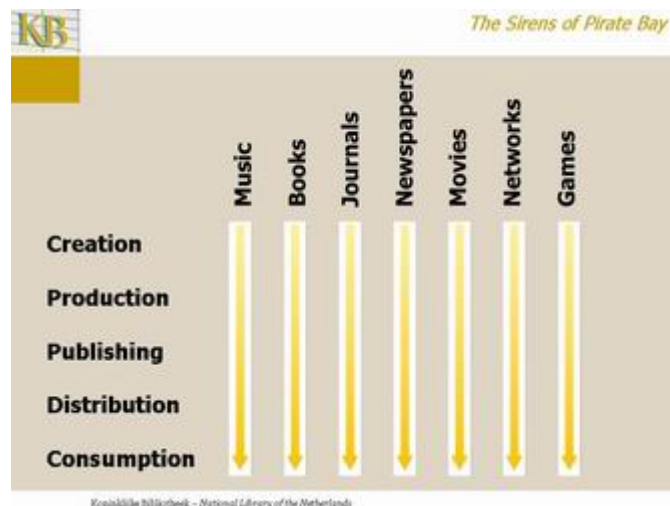 KB
The Sirens of Pirate Bay
Music
Books
Journals
Newspapers
Movies
Networks
Games
Creation
Production
Publishing
Distribution
Consumption
Koninklijke Bibliotheek – National Library of the Netherlands